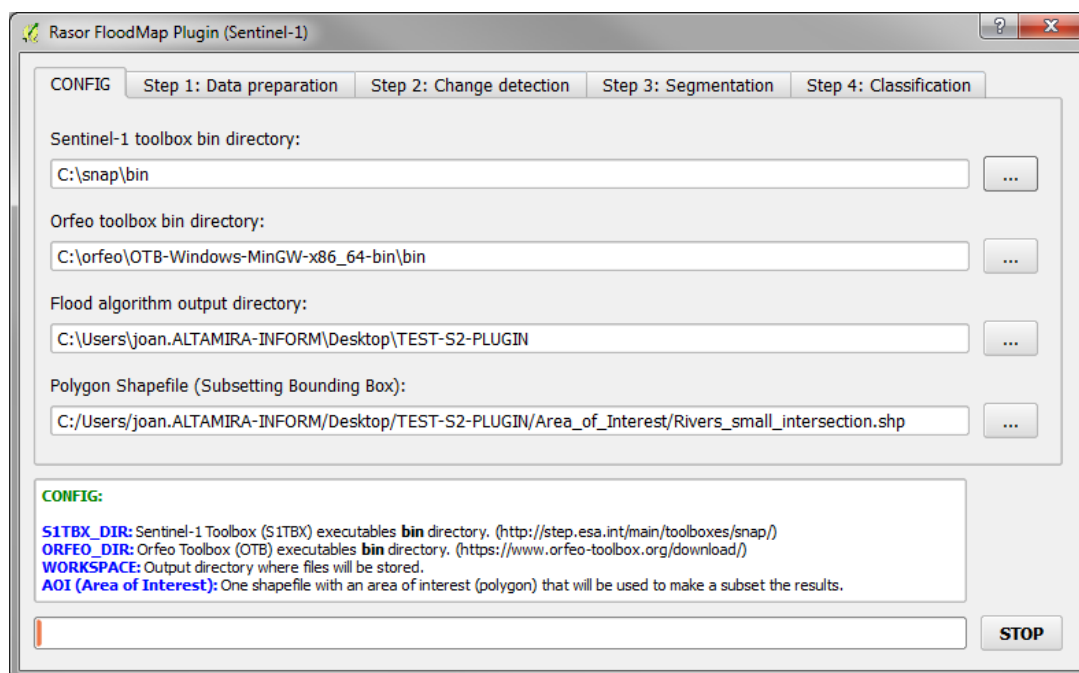 Rasor FloodMap Plugin (Sentinel-1)
CONFIG
Step 1: Data preparation
Step 2: Change detection
Step 3: Segmentation
Step 4: Classification
Sentinel-1 toolbox bin directory:
C:\snap\bin
...
Orfeo toolbox bin directory:
C:\orfeo\OTB-Windows-MinGW-x86_64-bin\bin
...
Flood algorithm output directory:
C:\Users\joan.ALTAMIRA-INFORM\Desktop\TEST-S2-PLUGIN
...
Polygon Shapefile (Subsetting Bounding Box):
C:/Users/joan.ALTAMIRA-INFORM/Desktop/TEST-S2-PLUGIN/Area_of_Interest/Rivers_small_intersection.shp
...
CONFIG:
S1TBX_DIR: Sentinel-1 Toolbox (S1TBX) executables bin directory. (http://step.esa.int/main/toolboxes/snap/)
ORFEO_DIR: Orfeo Toolbox (OTB) executables bin directory. (https://www.orfeo-toolbox.org/download/)
WORKSPACE: Output directory where files will be stored.
AOI (Area of Interest): One shapefile with an area of interest (polygon) that will be used to make a subset the results.
STOP